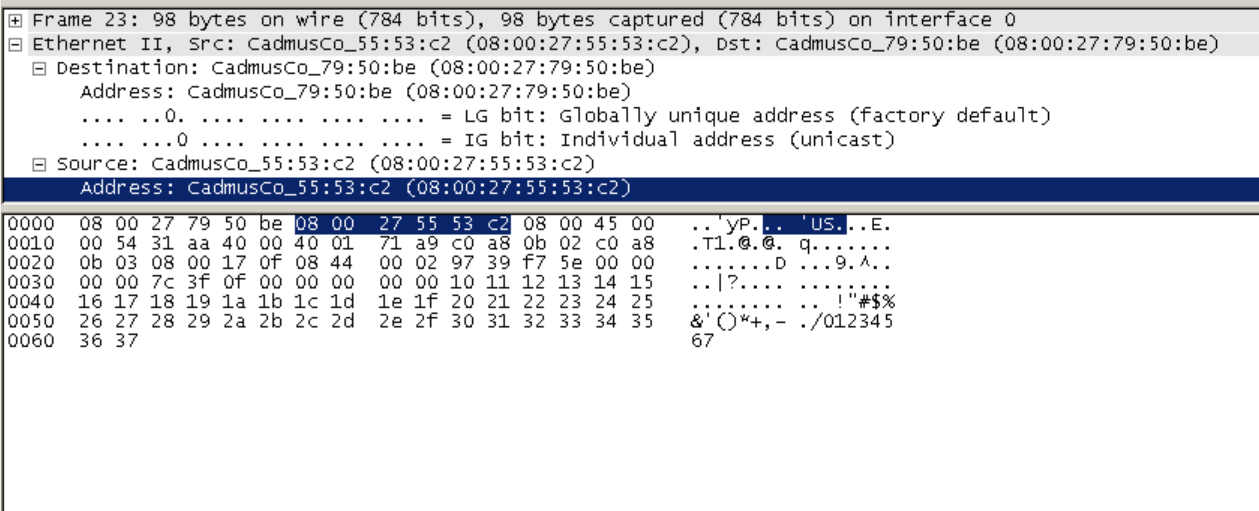 Frame 23: 98 bytes on wire (784 bits), 98 bytes captured (784 bits) on interface 0
Ethernet II, Src: CadmusCo_55:53:c2 (08:00:27:55:53:c2), Dst: CadmusCo_79:50:be (08:00:27:79:50:be)
Destination: CadmusCo_79:50:be (08:00:27:79:50:be)
Address: CadmusCo_79:50:be (08:00:27:79:50:be)
.... ..0. .... .... .... .... = LG bit: Globally unique address (factory default)
.... ...0 .... .... .... .... = IG bit: Individual address (unicast)
Source: CadmusCo_55:53:c2 (08:00:27:55:53:c2)
Address: CadmusCo_55:53:c2 (08:00:27:55:53:c2)
0000 08 00 27 79 50 be 08 00 27 55 53 c2 08 00 45 00 ..'yP... 'US...E.
0010 00 54 31 aa 40 00 40 01 71 a9 c0 a8 0b 02 c0 a8 .T1.@.@. q.......
0020 0b 03 08 00 17 0f 08 44 00 02 97 39 f7 5e 00 00 .......D ...9.^..
0030 00 00 7c 3f 0f 00 00 00 00 00 10 11 12 13 14 15 ..|?.... ........
0040 16 17 18 19 1a 1b 1c 1d 1e 1f 20 21 22 23 24 25 ........ .. !"#$%
0050 26 27 28 29 2a 2b 2c 2d 2e 2f 30 31 32 33 34 35 &'()*+,- ./012345
0060 36 37 67